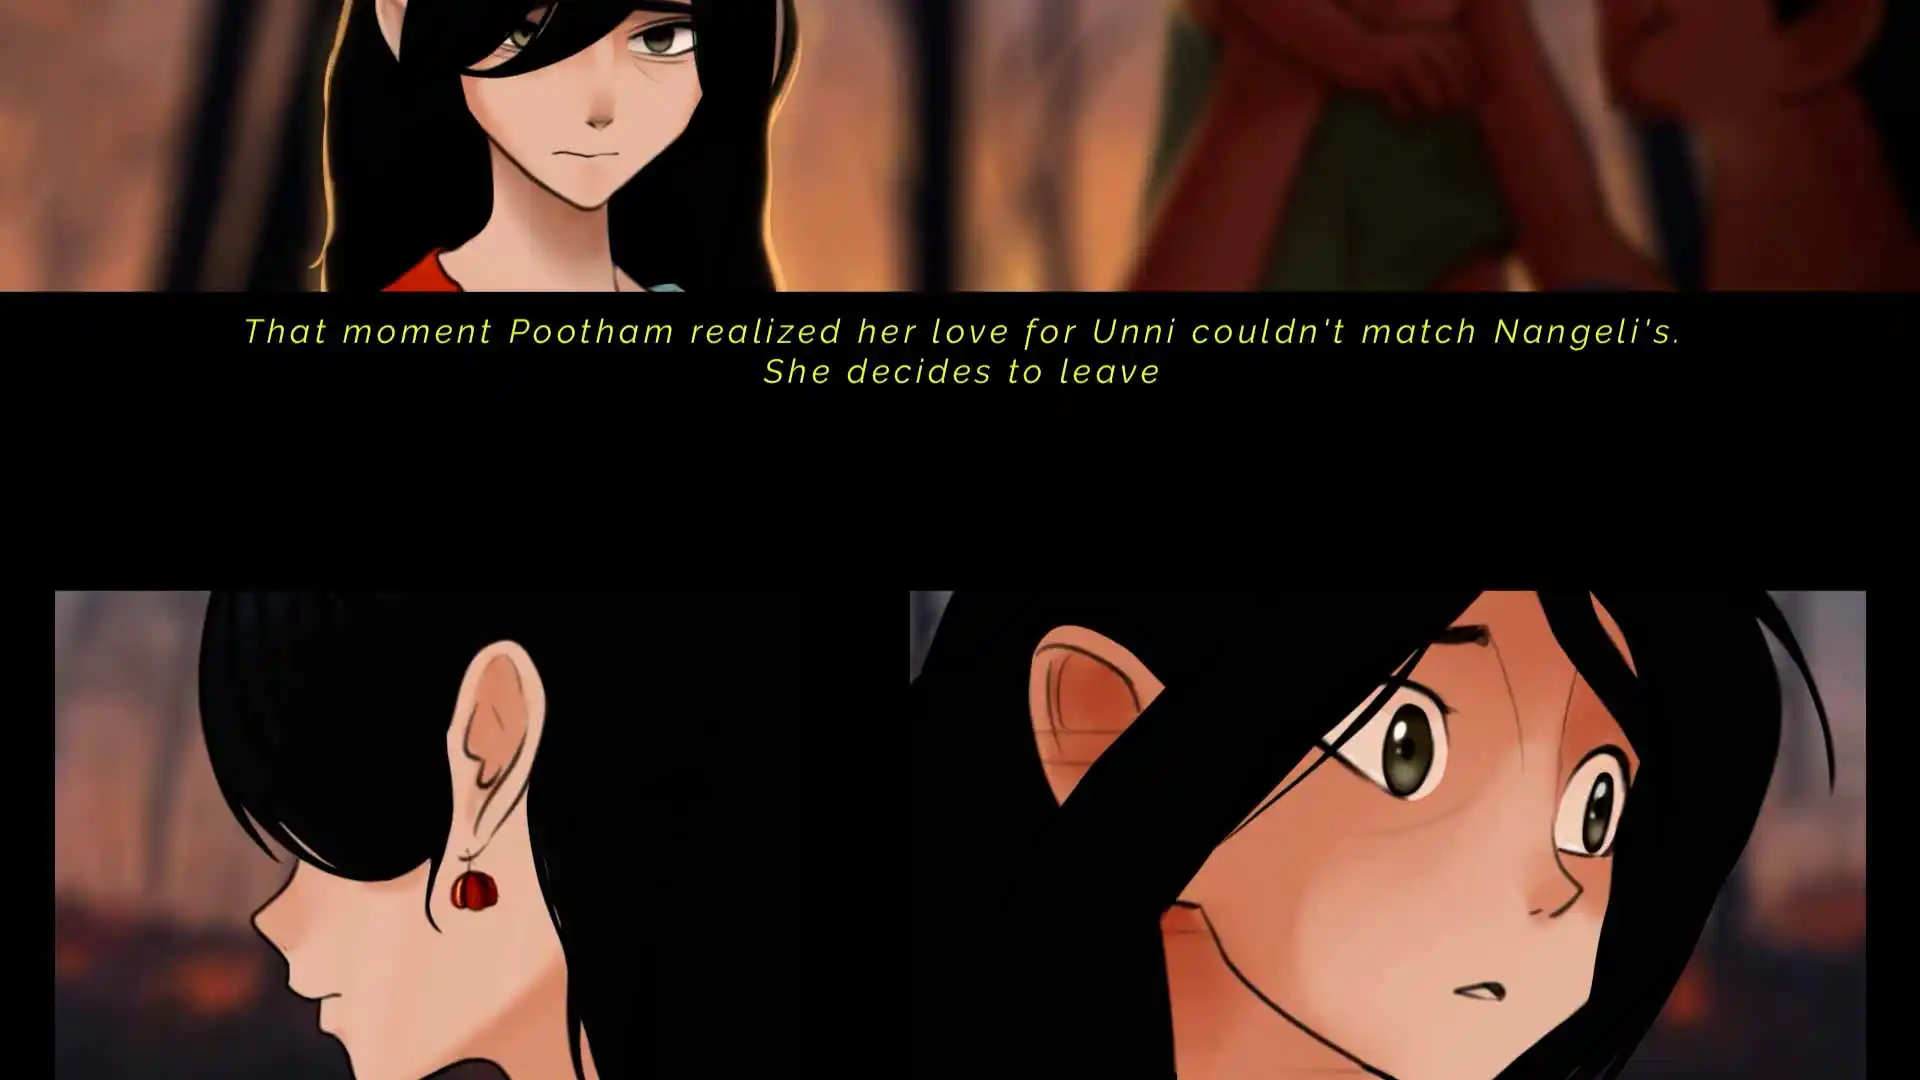 That moment Pootham realized her love for Unni couldn't match Nangeli's.
She decides to leave